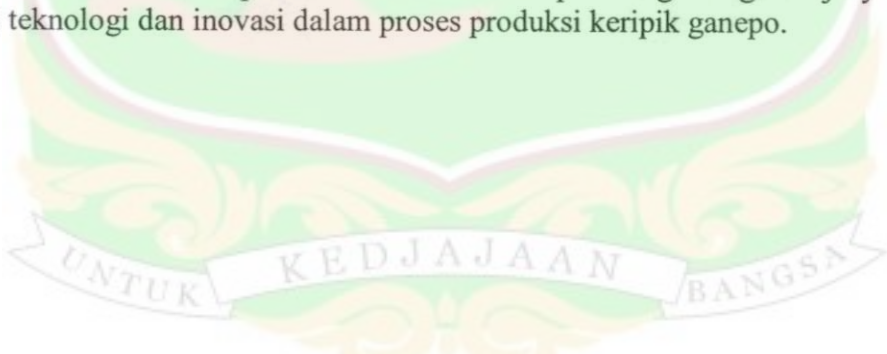 teknologi dan inovasi dalam proses produksi keripik ganepo.
UNTUK KEDJAJAAN BANGSA